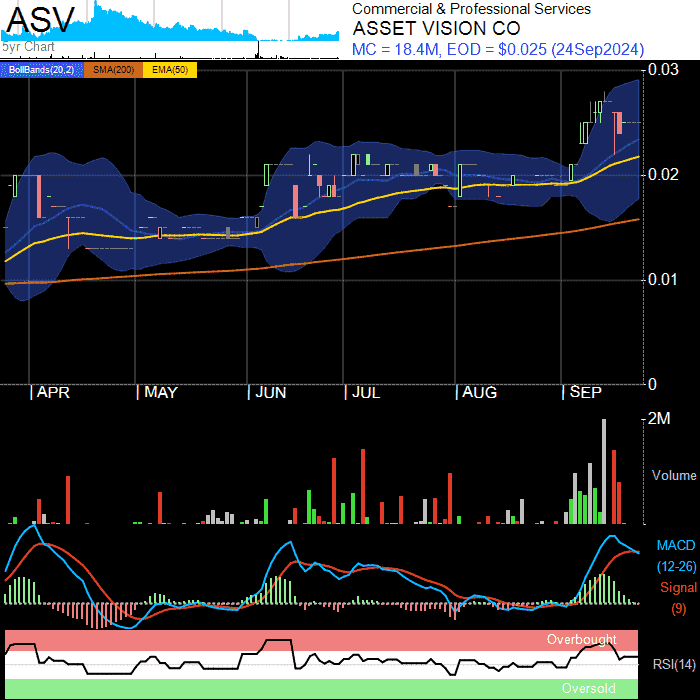 ASV
5yr Chart
Commercial & Professional Services
ASSET VISION CO
MC = 18.4M, EOD = $0.025 (24Sep2024)
BollBands(20,2) SMA(200) EMA(50)
0.03
0.02
0.01
0
APR MAY JUN JUL AUG SEP
2M
Volume
MACD
(12-26)
Signal
(9)
Overbought
RSI(14)
Oversold